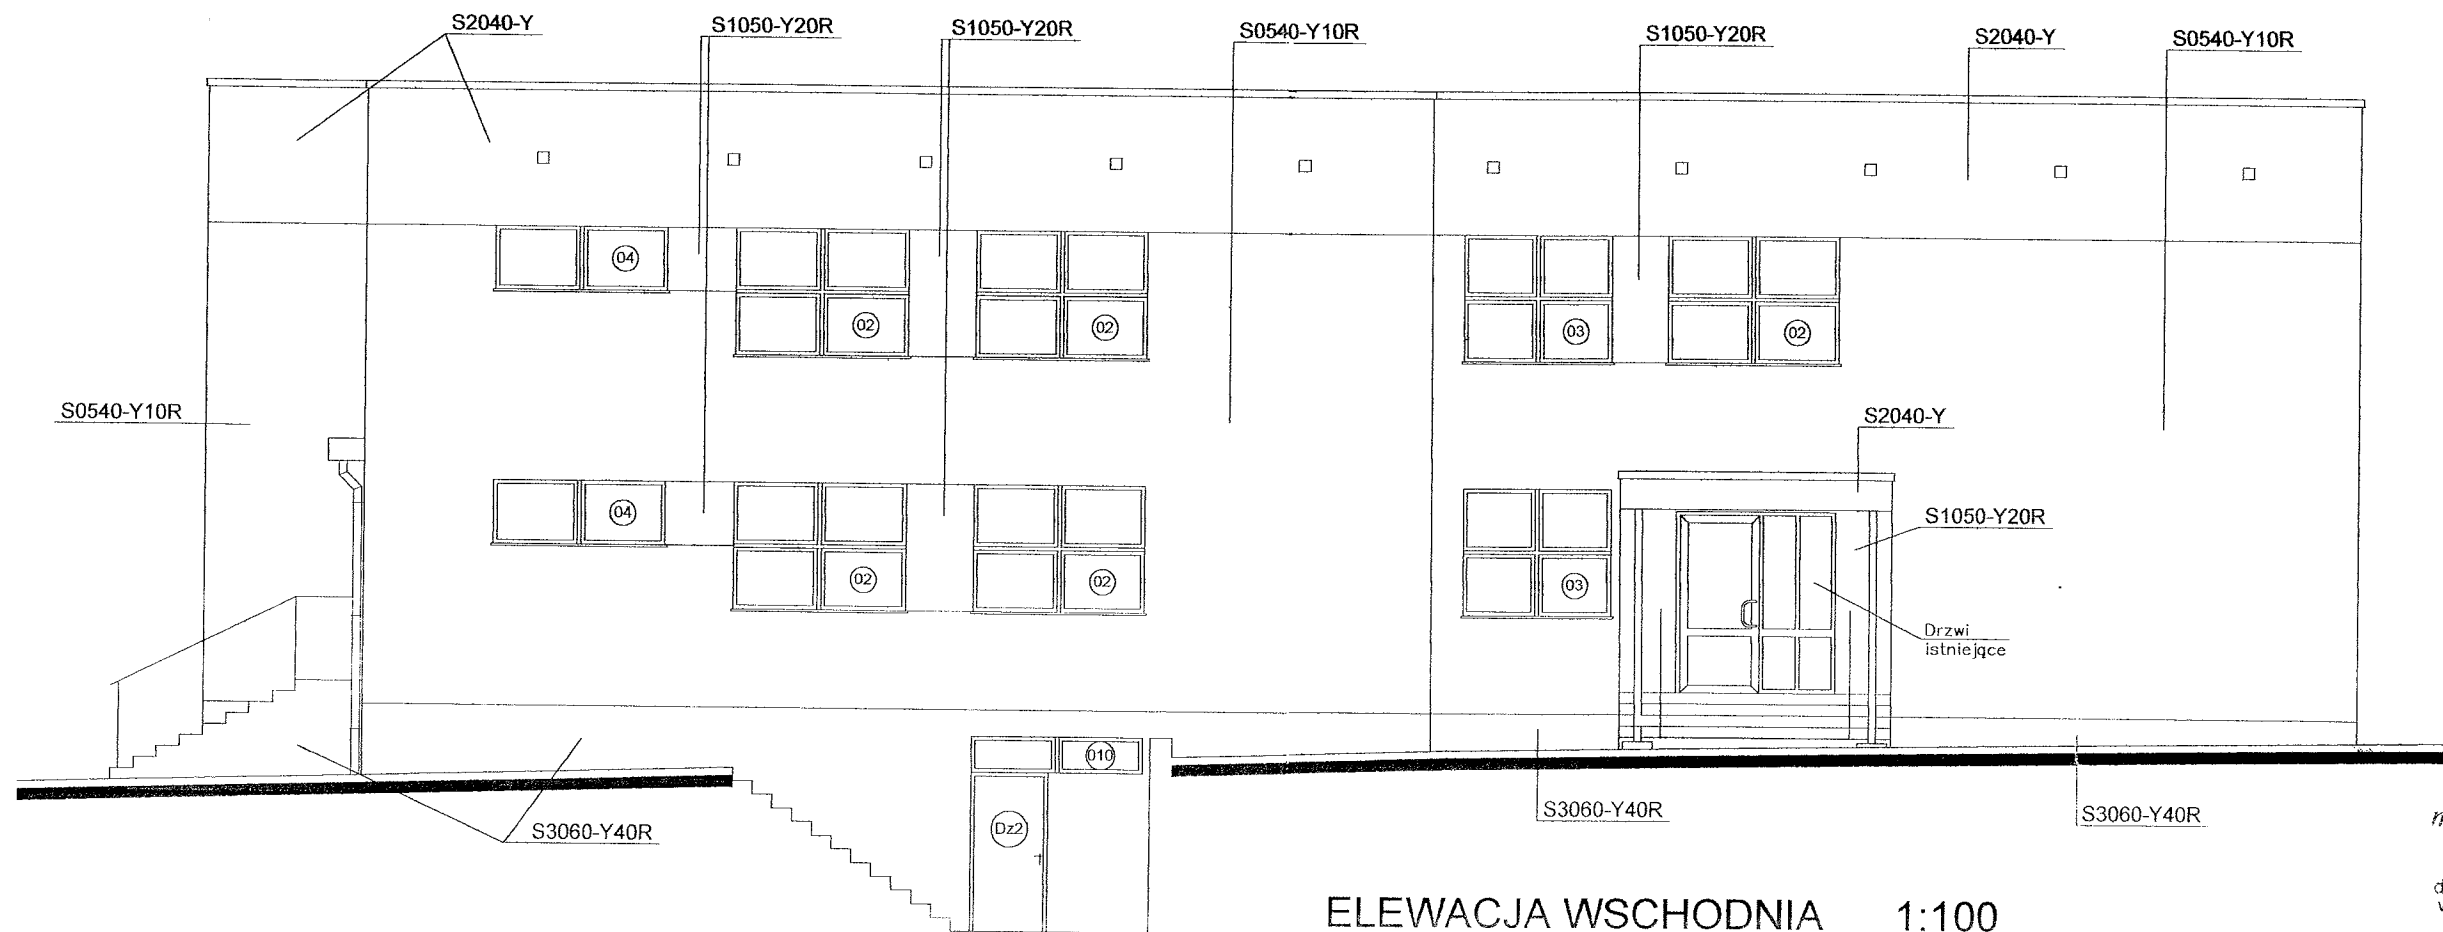 S2040-Y
S1050-Y20R
S1050-Y20R
S0540-Y10R
S1050-Y20R
S2040-Y
S0540-Y10R
04
02
02
03
02
S0540-Y10R
S2040-Y
04
02
02
03
S1050-Y20R
Drzwi
istniejące
010
Dz2
S3060-Y40R
S3060-Y40R
S3060-Y40R
ELEWACJA WSCHODNIA 1:100